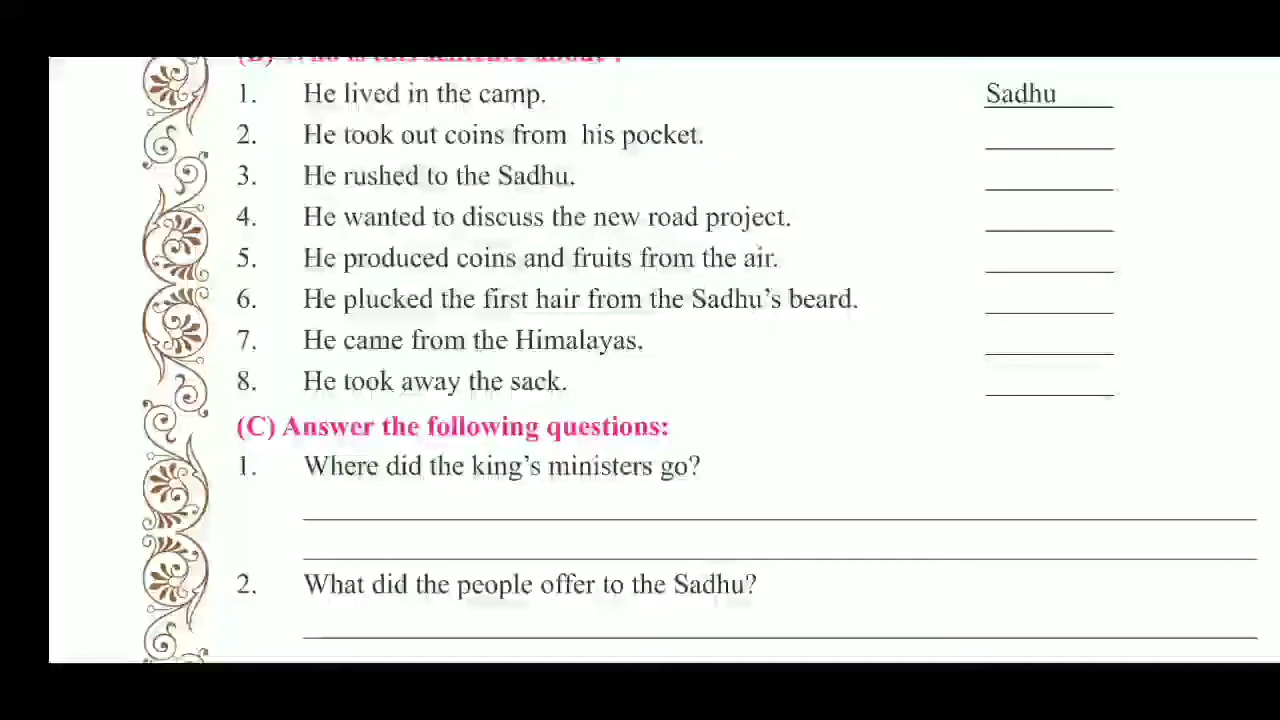 1. He lived in the camp. Sadhu
2. He took out coins from his pocket.
3. He rushed to the Sadhu.
4. He wanted to discuss the new road project.
5. He produced coins and fruits from the air.
6. He plucked the first hair from the Sadhu's beard.
7. He came from the Himalayas.
8. He took away the sack.
(C) Answer the following questions:
1. Where did the king's ministers go?
2. What did the people offer to the Sadhu?